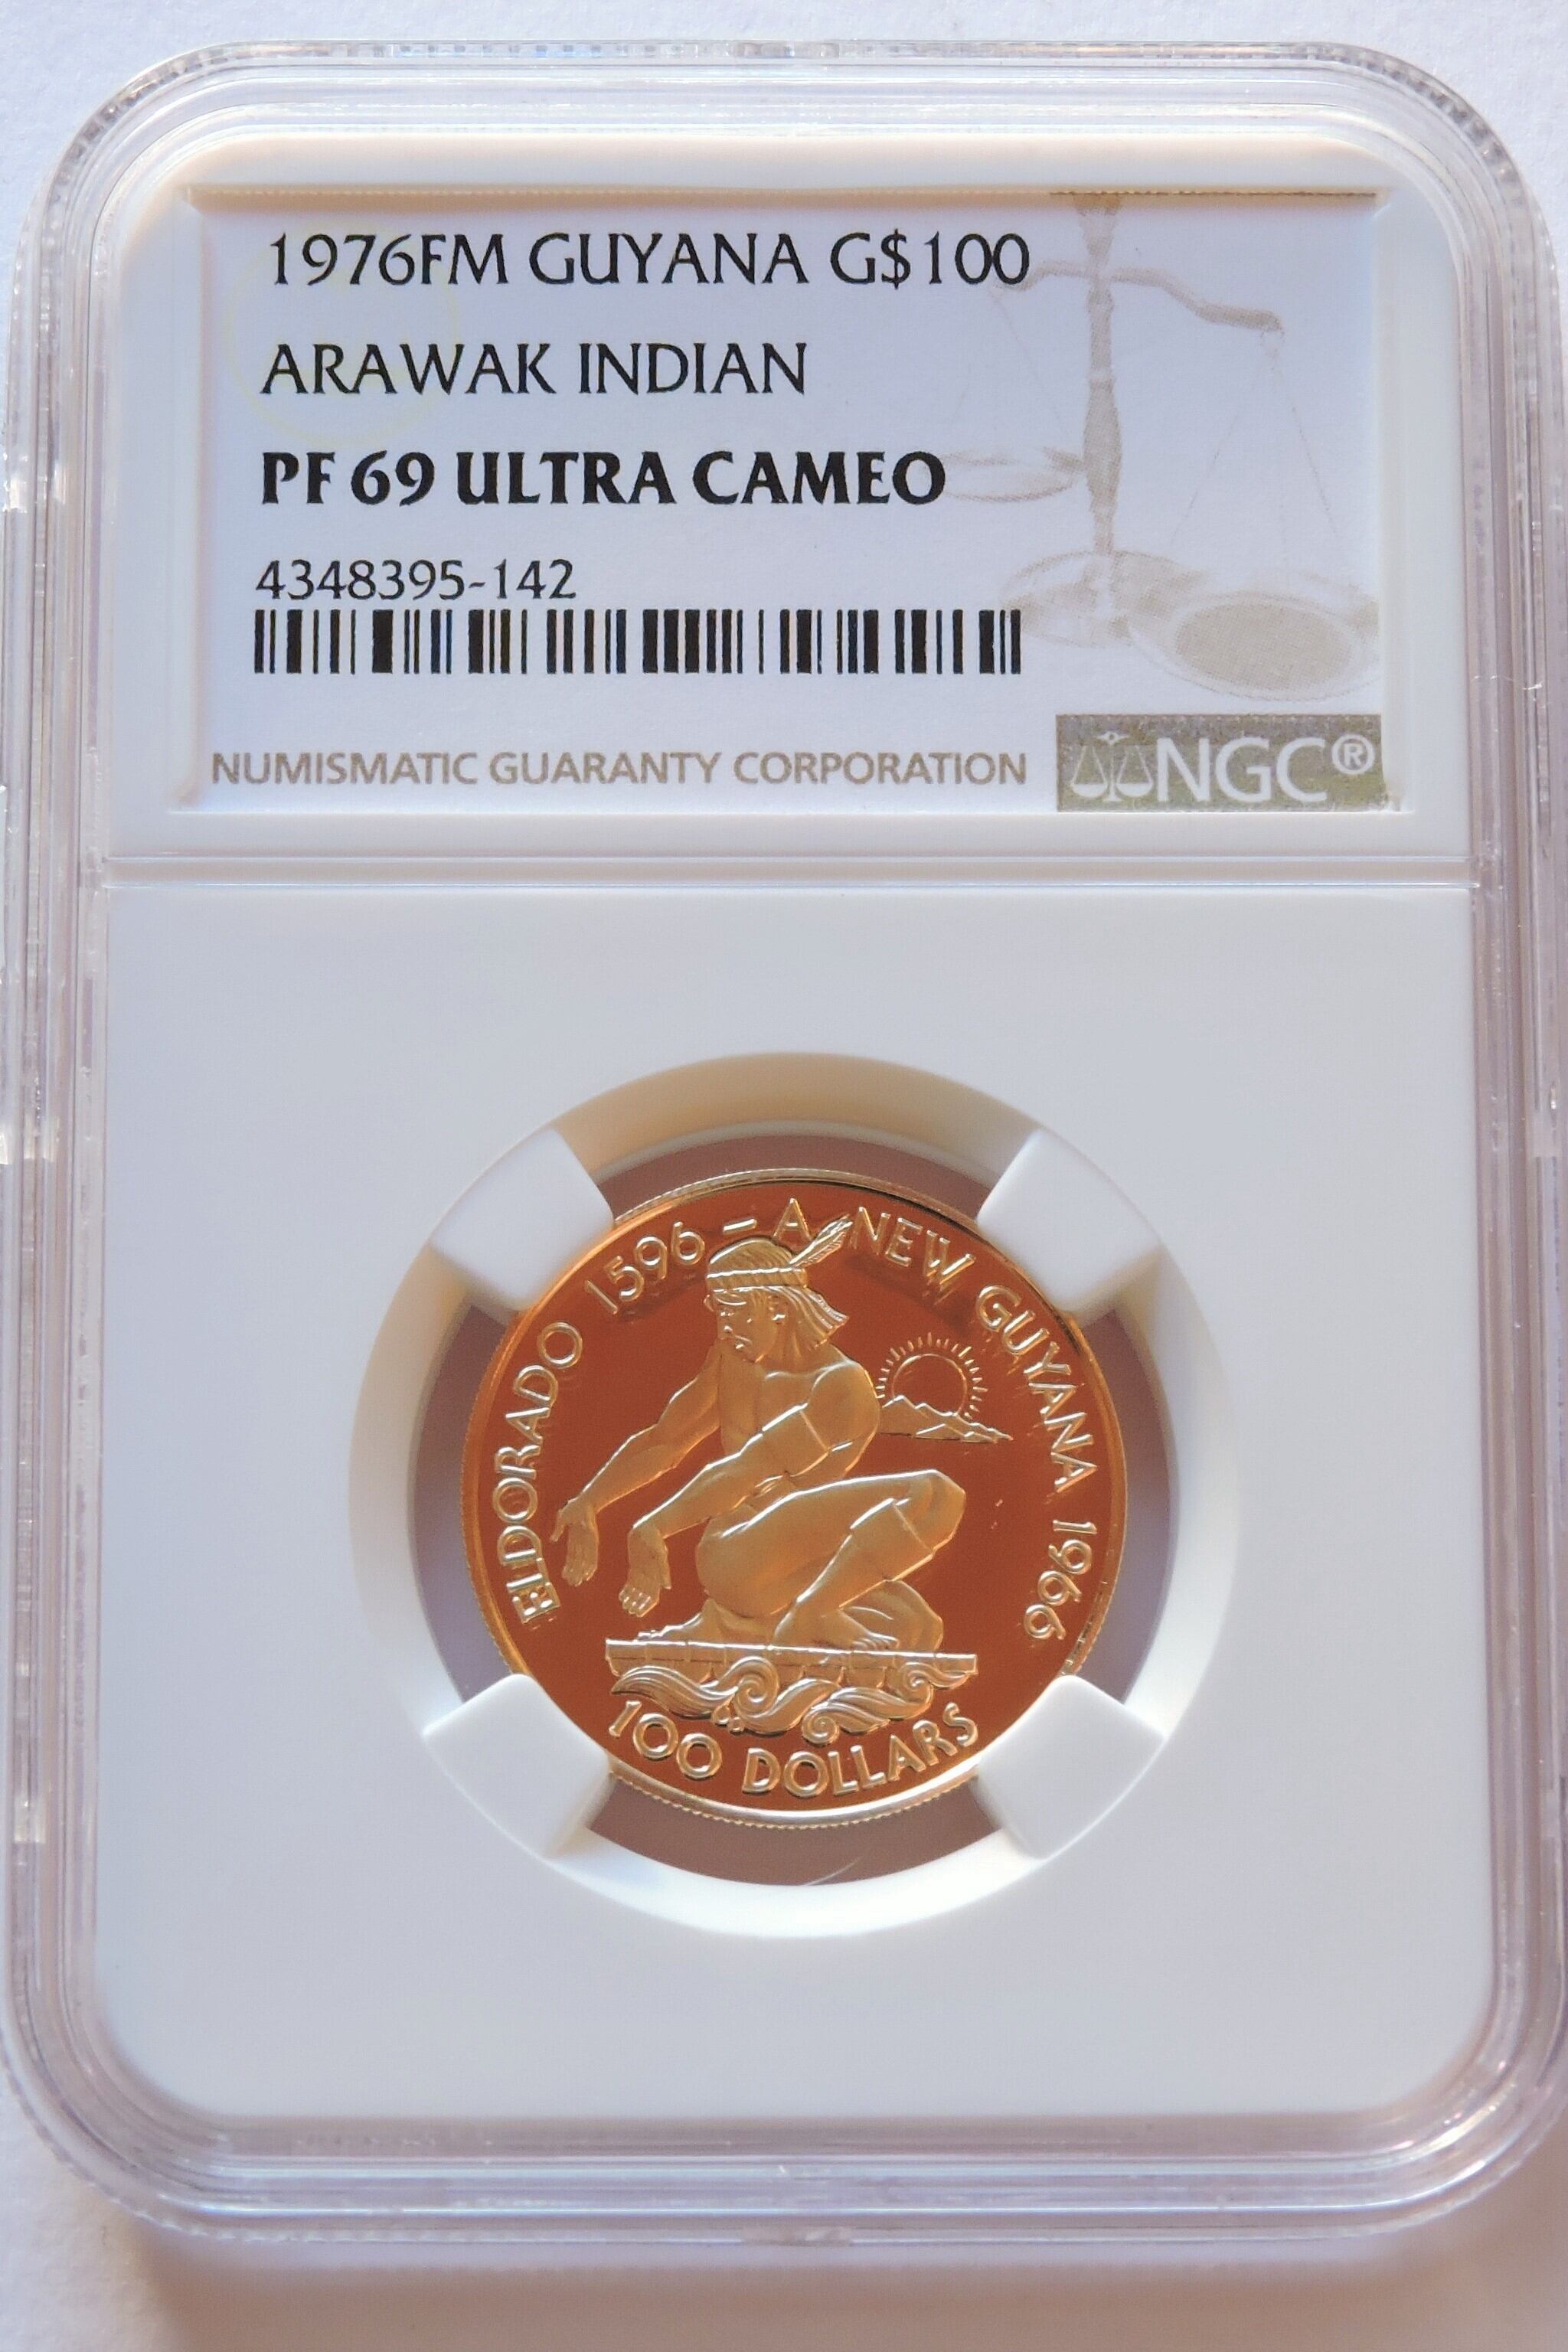 1976FM GUYANA G$100
ARAWAK INDIAN
PF 69 ULTRA CAMEO
4348395-142
NUMISMATIC GUARANTY CORPORATION
NGC®
ELDORADO 1596 – A NEW GUYANA 1966
100 DOLLARS